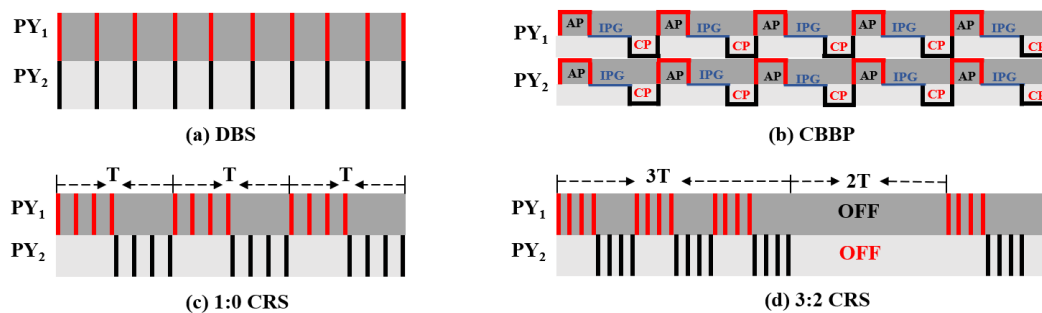 PY1
PY2
(a) DBS
PY1 AP IPG CP AP IPG CP AP IPG CP AP IPG CP AP IPG CP
PY2 AP IPG CP AP IPG CP AP IPG CP AP IPG CP AP IPG CP
(b) CBBP
T T T
PY1
PY2
(c) 1:0 CRS
3T 2T
PY1 OFF
PY2 OFF
(d) 3:2 CRS